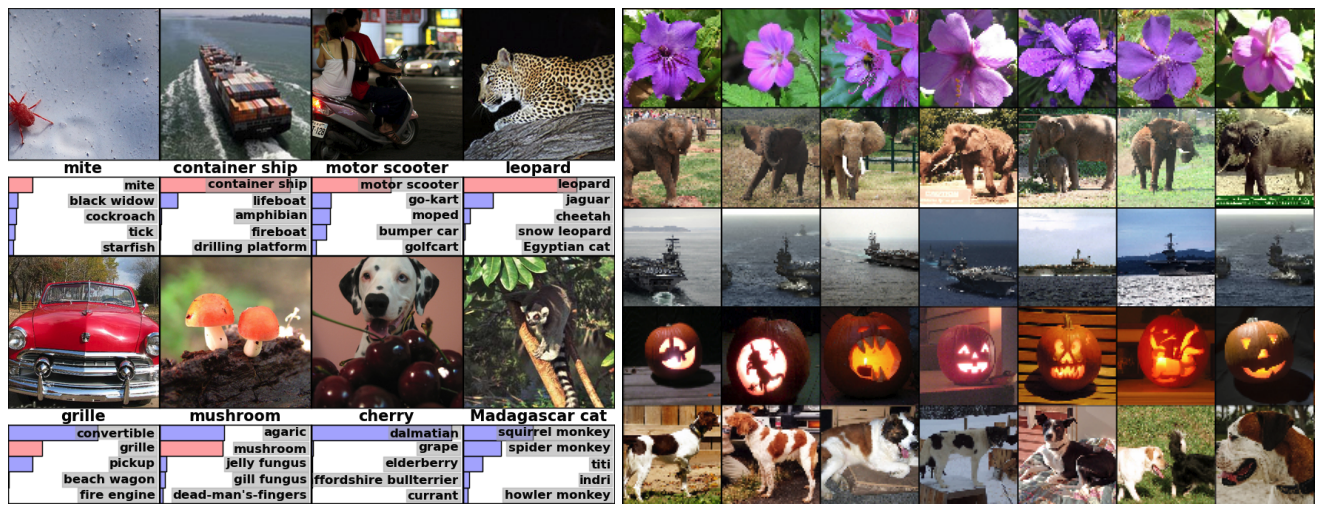 mite
container ship
motor scooter
leopard
mite
black widow
cockroach
tick
starfish
container ship
lifeboat
amphibian
fireboat
drilling platform
motor scooter
go-kart
moped
bumper car
golfcart
leopard
jaguar
cheetah
snow leopard
Egyptian cat
grille
mushroom
cherry
Madagascar cat
convertible
grille
pickup
beach wagon
fire engine
agaric
mushroom
jelly fungus
gill fungus
dead-man's-fingers
dalmatian
grape
elderberry
ffordshire bullterrier
currant
squirrel monkey
spider monkey
titi
indri
howler monkey